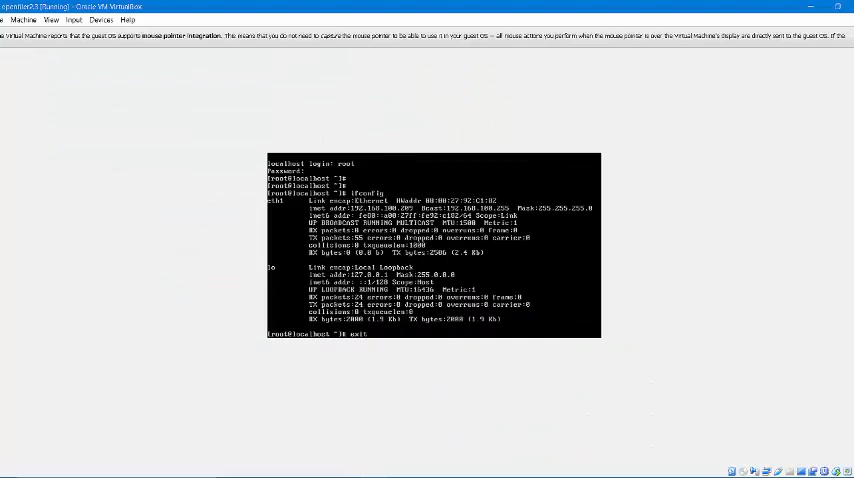 openfiler2.3 [Running] - Oracle VM VirtualBox
Machine View Input Devices Help
Virtual Machine reports that the guest OS supports mouse pointer integration. This means that you do not need to capture the mouse pointer to be able to use it in your guest OS — all mouse actions you perform when the mouse pointer is over the Virtual Machine's display are directly sent to the guest OS. If the
localhost login: root
Password:
[root@localhost ~]#
[root@localhost ~]#
[root@localhost ~]# ifconfig
eth1 Link encap:Ethernet HWaddr 08:00:27:92:C1:82
inet addr:192.168.100.209 Bcast:192.168.100.255 Mask:255.255.255.0
inet6 addr: fe80::a00:27ff:fe92:c182/64 Scope:Link
UP BROADCAST RUNNING MULTICAST MTU:1500 Metric:1
RX packets:0 errors:0 dropped:0 overruns:0 frame:0
TX packets:55 errors:0 dropped:0 overruns:0 carrier:0
collisions:0 txqueuelen:1000
RX bytes:0 (0.0 b) TX bytes:2506 (2.4 Kb)
lo Link encap:Local Loopback
inet addr:127.0.0.1 Mask:255.0.0.0
inet6 addr: ::1/128 Scope:Host
UP LOOPBACK RUNNING MTU:16436 Metric:1
RX packets:24 errors:0 dropped:0 overruns:0 frame:0
TX packets:24 errors:0 dropped:0 overruns:0 carrier:0
collisions:0 txqueuelen:0
RX bytes:2000 (1.9 Kb) TX bytes:2000 (1.9 Kb)
[root@localhost ~]# exit